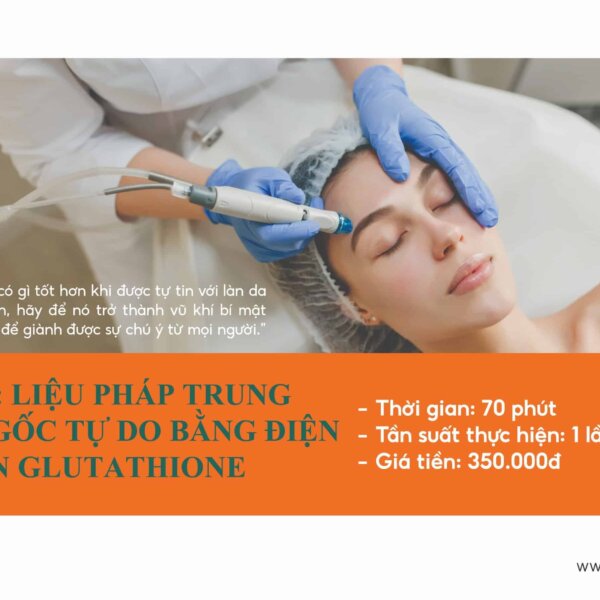 có gì tốt hơn khi được tự tin với làn da
, hãy để nó trở thành vũ khí bí mật
để giành được sự chú ý từ mọi người.”
: LIỆU PHÁP TRUNG
GỐC TỰ DO BẰNG ĐIỆN
N GLUTATHIONE
- Thời gian: 70 phút
- Tần suất thực hiện: 1 lầ
- Giá tiền: 350.000đ
ww